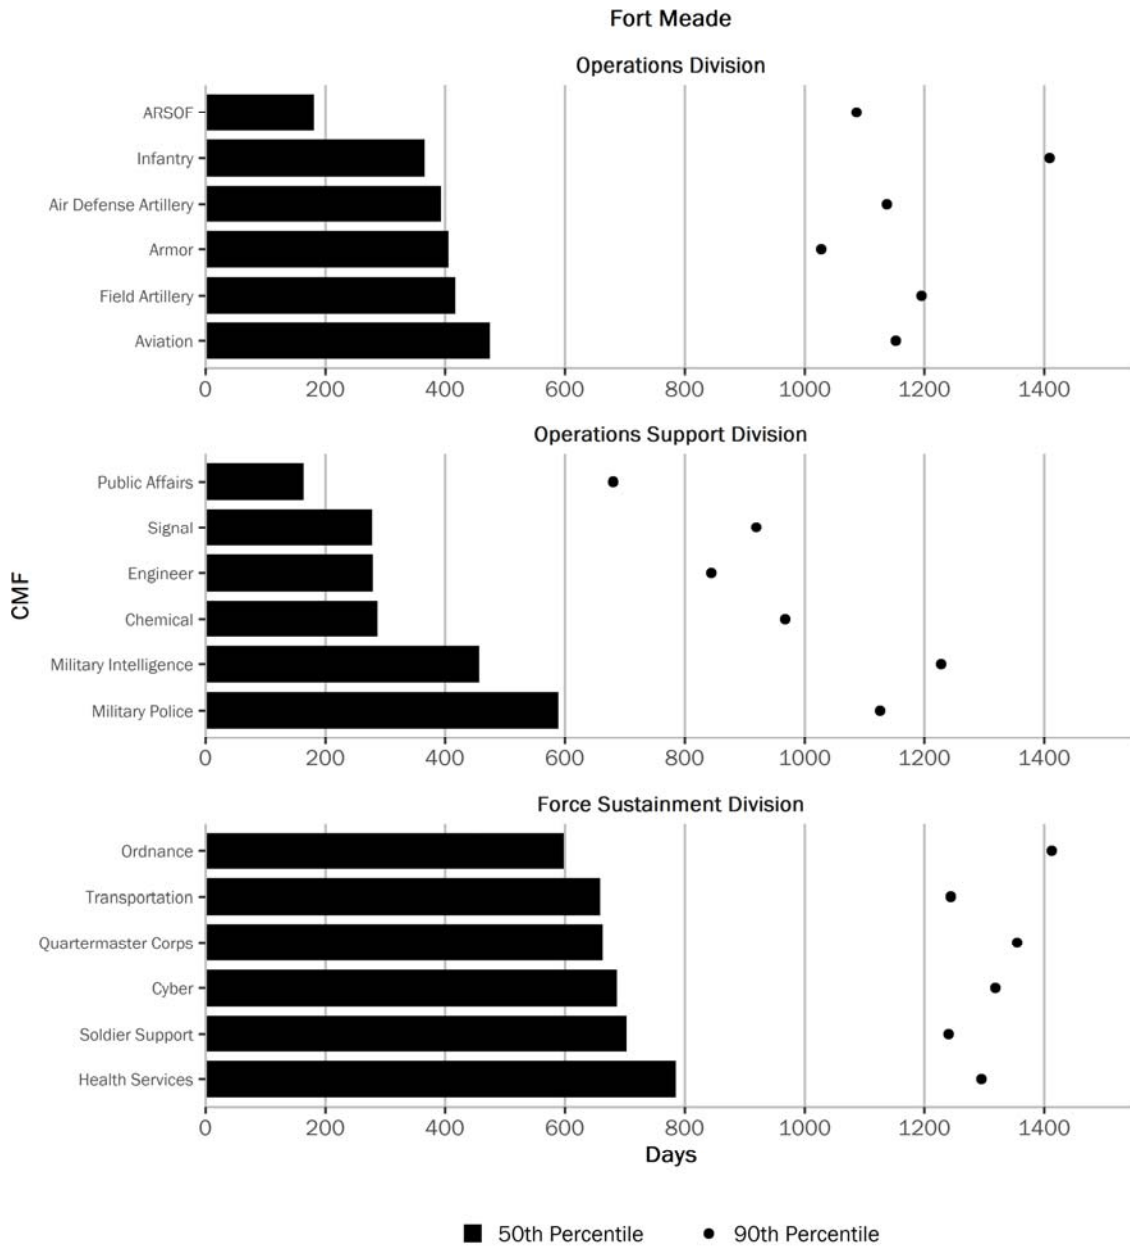 Fort Meade
Operations Division
ARSOF
Infantry
Air Defense Artillery
Armor
Field Artillery
Aviation
0 200 400 600 800 1000 1200 1400
Operations Support Division
Public Affairs
Signal
Engineer
Chemical
Military Intelligence
Military Police
0 200 400 600 800 1000 1200 1400
CMF
Force Sustainment Division
Ordnance
Transportation
Quartermaster Corps
Cyber
Soldier Support
Health Services
0 200 400 600 800 1000 1200 1400
Days
50th Percentile 90th Percentile